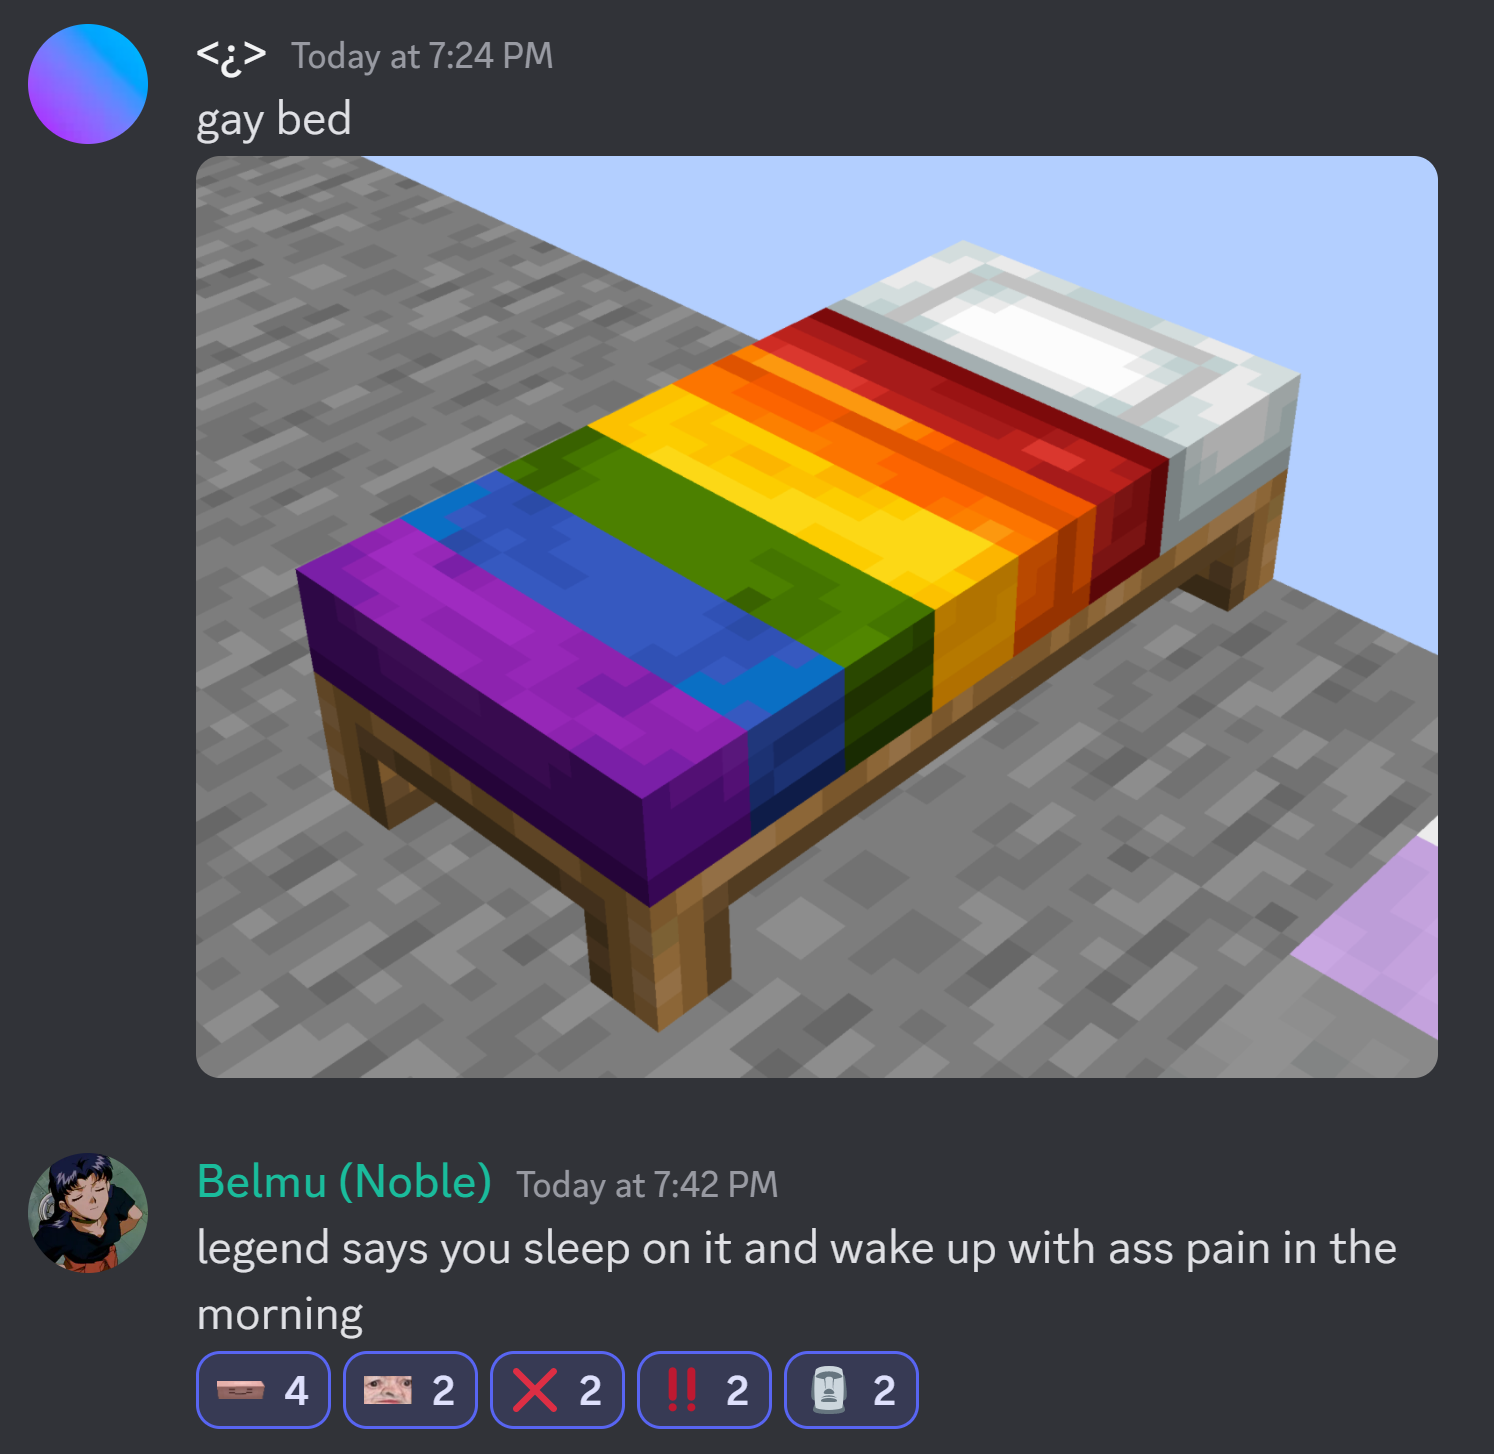 <¿> Today at 7:24 PM
gay bed
Belmu (Noble) Today at 7:42 PM
legend says you sleep on it and wake up with ass pain in the
morning
4 2 2 2 2